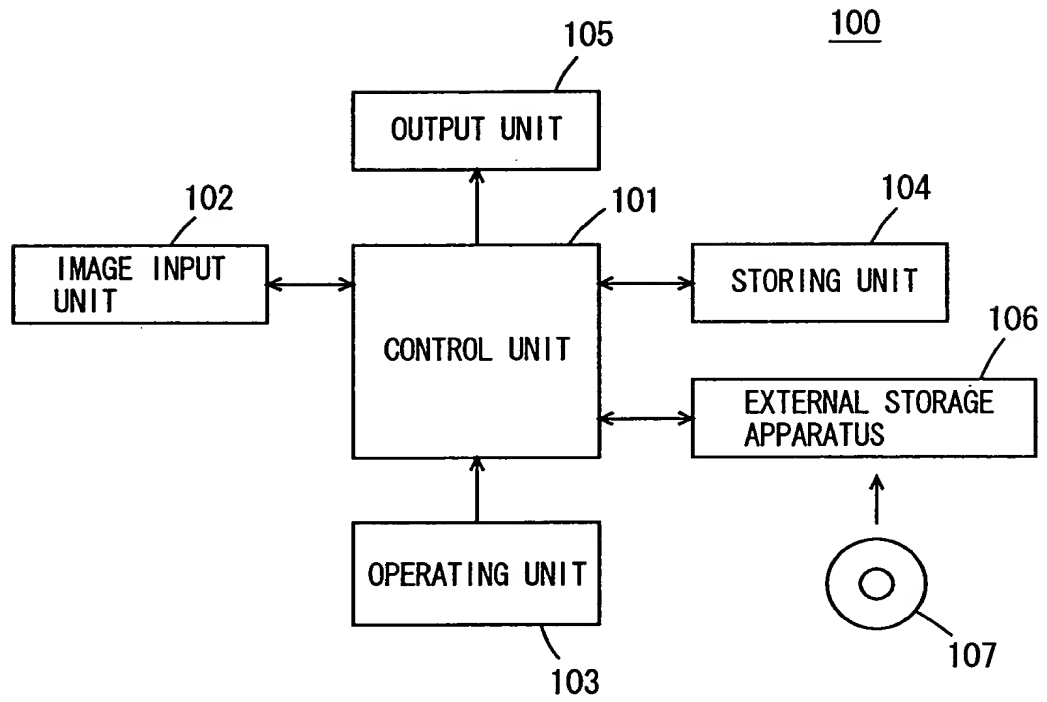 100
105
OUTPUT UNIT
102
101
104
IMAGE INPUT
UNIT
STORING UNIT
CONTROL UNIT
106
EXTERNAL STORAGE
APPARATUS
OPERATING UNIT
103
107